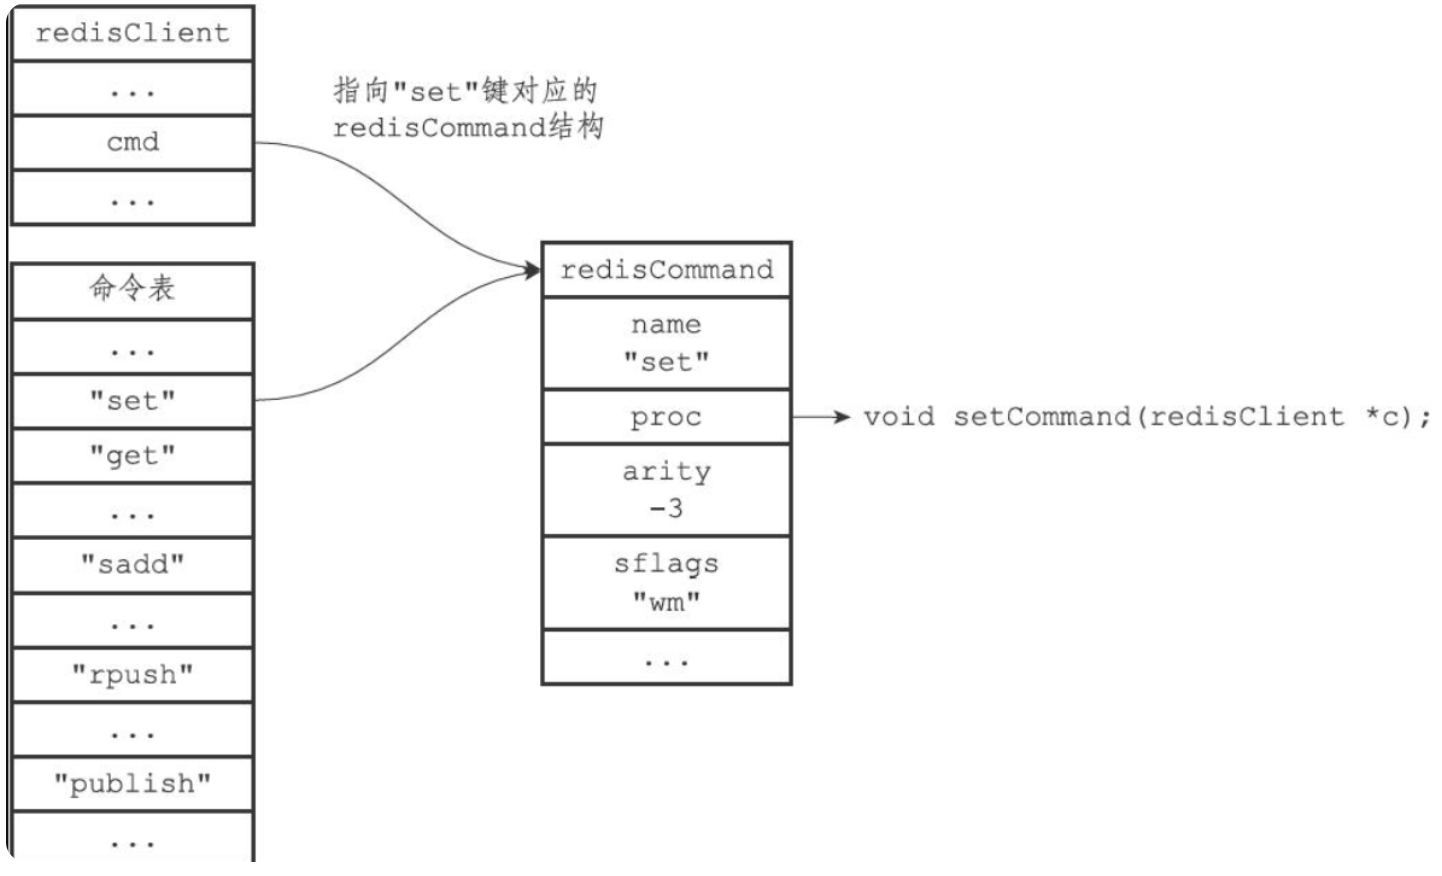 redisClient
...
cmd
...
指向"set"键对应的
redisCommand结构
命令表
...
"set"
"get"
...
"sadd"
...
"rpush"
...
"publish"
...
redisCommand
name
"set"
proc
arity
-3
sflags
"wm"
...
void setCommand(redisClient *c);